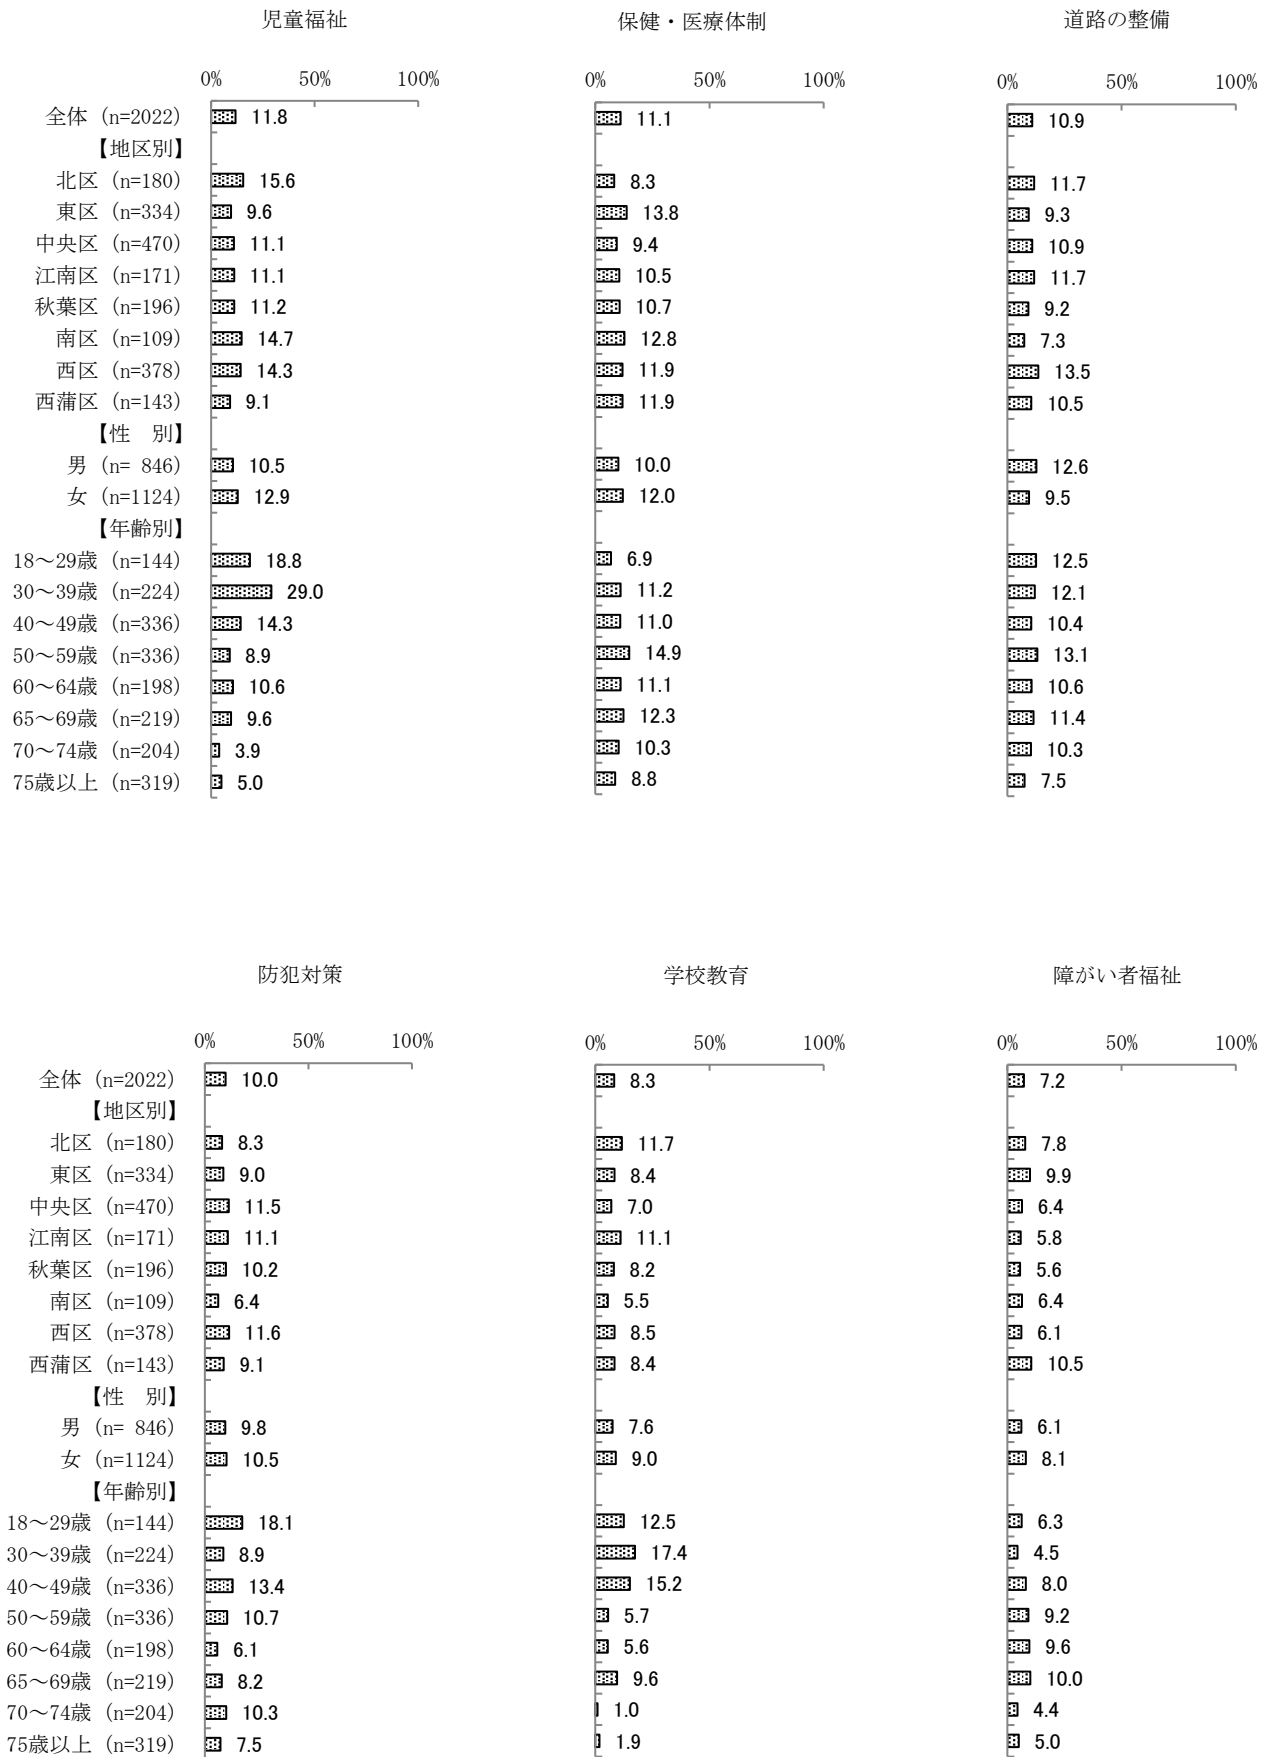 児童福祉 保健・医療体制 道路の整備
0% 50% 100% 0% 50% 100% 0% 50% 100%
全体 (n=2022) 11.8 11.1 10.9
【地区別】
北区 (n=180) 15.6 8.3 11.7
東区 (n=334) 9.6 13.8 9.3
中央区 (n=470) 11.1 9.4 10.9
江南区 (n=171) 11.1 10.5 11.7
秋葉区 (n=196) 11.2 10.7 9.2
南区 (n=109) 14.7 12.8 7.3
西区 (n=378) 14.3 11.9 13.5
西蒲区 (n=143) 9.1 11.9 10.5
【性　別】
男 (n= 846) 10.5 10.0 12.6
女 (n=1124) 12.9 12.0 9.5
【年齢別】
18～29歳 (n=144) 18.8 6.9 12.5
30～39歳 (n=224) 29.0 11.2 12.1
40～49歳 (n=336) 14.3 11.0 10.4
50～59歳 (n=336) 8.9 14.9 13.1
60～64歳 (n=198) 10.6 11.1 10.6
65～69歳 (n=219) 9.6 12.3 11.4
70～74歳 (n=204) 3.9 10.3 10.3
75歳以上 (n=319) 5.0 8.8 7.5
防犯対策 学校教育 障がい者福祉
0% 50% 100% 0% 50% 100% 0% 50% 100%
全体 (n=2022) 10.0 8.3 7.2
【地区別】
北区 (n=180) 8.3 11.7 7.8
東区 (n=334) 9.0 8.4 9.9
中央区 (n=470) 11.5 7.0 6.4
江南区 (n=171) 11.1 11.1 5.8
秋葉区 (n=196) 10.2 8.2 5.6
南区 (n=109) 6.4 5.5 6.4
西区 (n=378) 11.6 8.5 6.1
西蒲区 (n=143) 9.1 8.4 10.5
【性　別】
男 (n= 846) 9.8 7.6 6.1
女 (n=1124) 10.5 9.0 8.1
【年齢別】
18～29歳 (n=144) 18.1 12.5 6.3
30～39歳 (n=224) 8.9 17.4 4.5
40～49歳 (n=336) 13.4 15.2 8.0
50～59歳 (n=336) 10.7 5.7 9.2
60～64歳 (n=198) 6.1 5.6 9.6
65～69歳 (n=219) 8.2 9.6 10.0
70～74歳 (n=204) 10.3 1.0 4.4
75歳以上 (n=319) 7.5 1.9 5.0